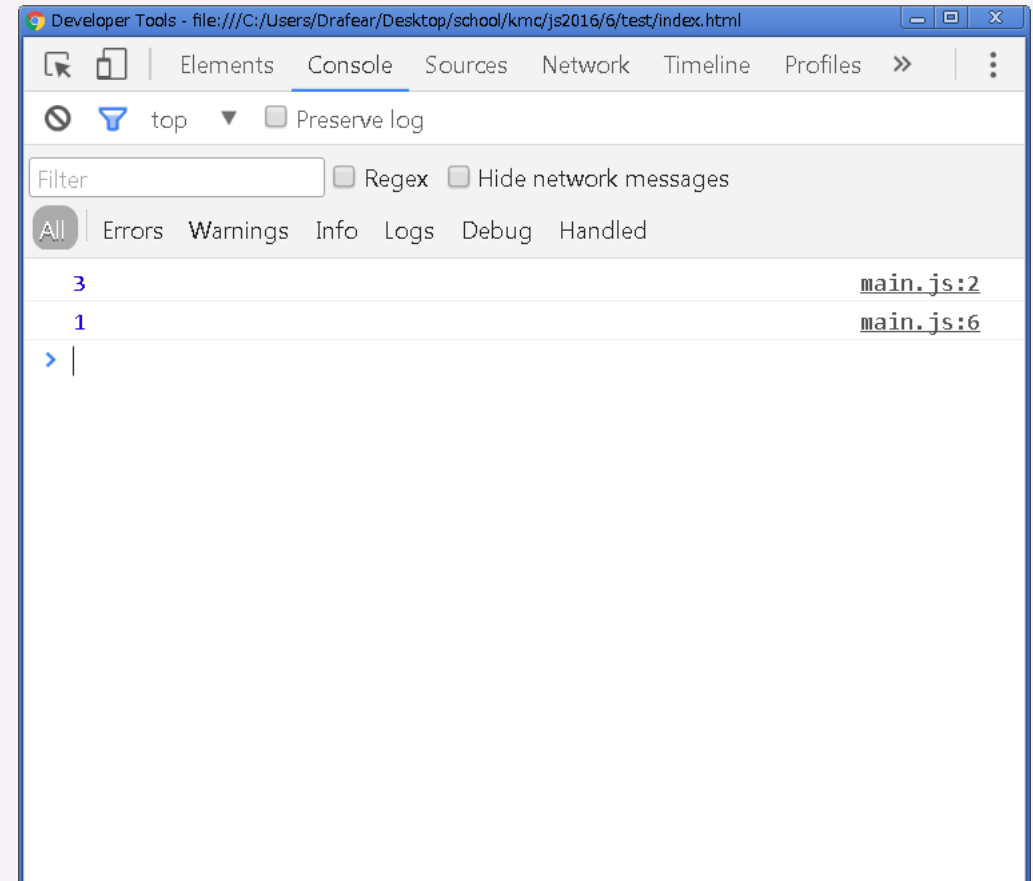 Developer Tools - file:///C:/Users/Drafear/Desktop/school/kmc/js2016/6/test/index.html
Elements Console Sources Network Timeline Profiles »
top ▼ Preserve log
Filter Regex Hide network messages
All Errors Warnings Info Logs Debug Handled
3 main.js:2
1 main.js:6
>